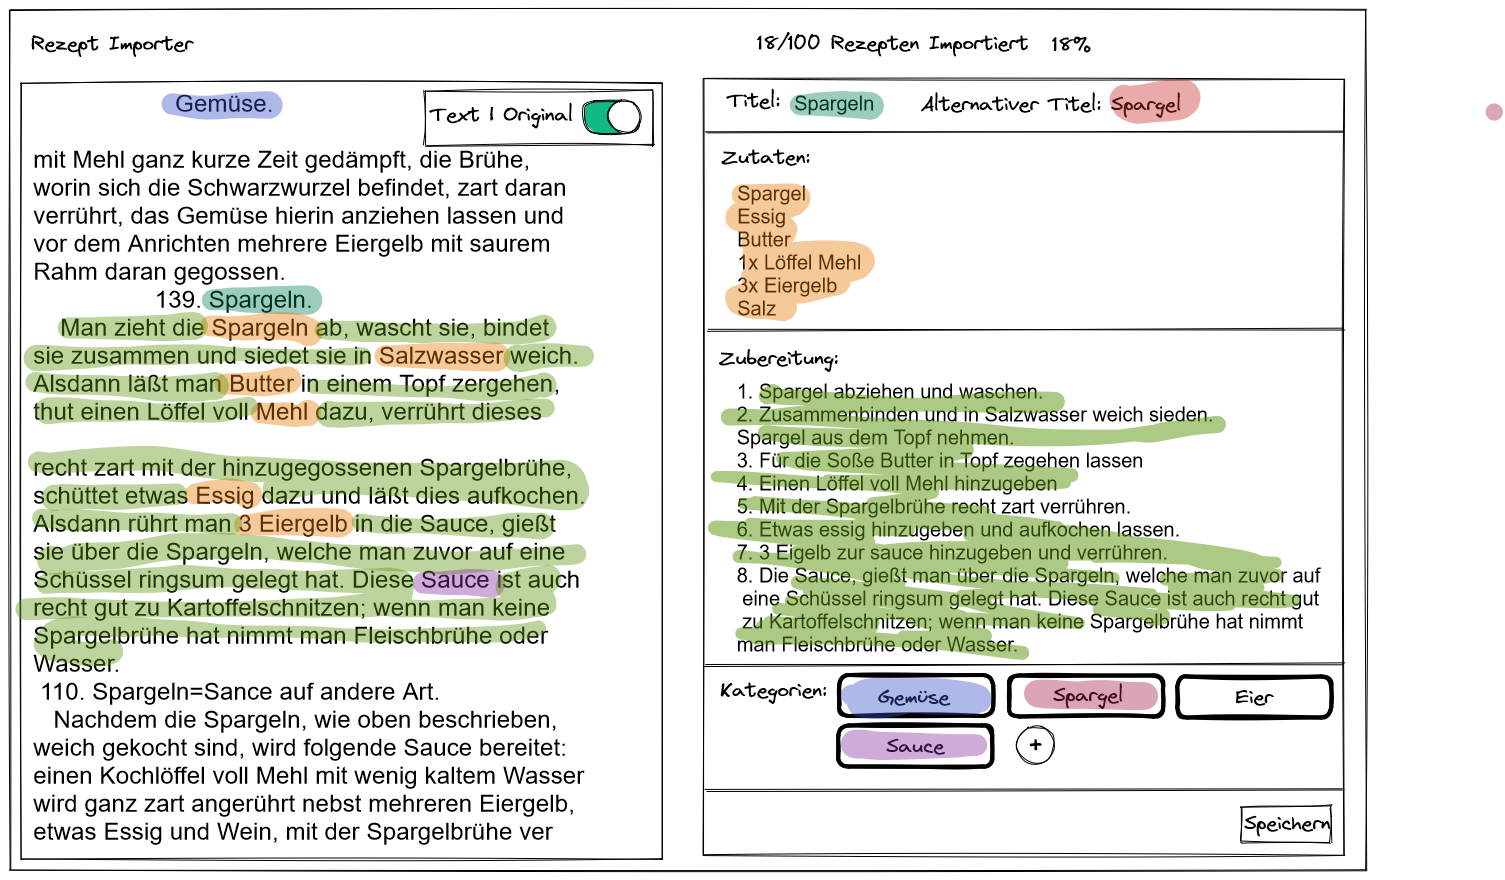 Rezept Importer
18/100 Rezepten Importiert 18%
Gemüse.
Text | Original
mit Mehl ganz kurze Zeit gedämpft, die Brühe,
worin sich die Schwarzwurzel befindet, zart daran
verrührt, das Gemüse hierin anziehen lassen und
vor dem Anrichten mehrere Eiergelb mit saurem
Rahm daran gegossen.
139. Spargeln.
Man zieht die Spargeln ab, wascht sie, bindet
sie zusammen und siedet sie in Salzwasser weich.
Alsdann läßt man Butter in einem Topf zergehen,
thut einen Löffel voll Mehl dazu, verrührt dieses
recht zart mit der hinzugegossenen Spargelbrühe,
schüttet etwas Essig dazu und läßt dies aufkochen.
Alsdann rührt man 3 Eiergelb in die Sauce, gießt
sie über die Spargeln, welche man zuvor auf eine
Schüssel ringsum gelegt hat. Diese Sauce ist auch
recht gut zu Kartoffelschnitzen; wenn man keine
Spargelbrühe hat nimmt man Fleischbrühe oder
Wasser.
110. Spargeln=Sance auf andere Art.
Nachdem die Spargeln, wie oben beschrieben,
weich gekocht sind, wird folgende Sauce bereitet:
einen Kochlöffel voll Mehl mit wenig kaltem Wasser
wird ganz zart angerührt nebst mehreren Eiergelb,
etwas Essig und Wein, mit der Spargelbrühe ver
Titel: Spargeln Alternativer Titel: Spargel
Zutaten:
Spargel
Essig
Butter
1x Löffel Mehl
3x Eiergelb
Salz
Zubereitung:
1. Spargel abziehen und waschen.
2. Zusammenbinden und in Salzwasser weich sieden.
Spargel aus dem Topf nehmen.
3. Für die Soße Butter in Topf zegehen lassen
4. Einen Löffel voll Mehl hinzugeben
5. Mit der Spargelbrühe recht zart verrühren.
6. Etwas essig hinzugeben und aufkochen lassen.
7. 3 Eigelb zur sauce hinzugeben und verrühren.
8. Die Sauce, gießt man über die Spargeln, welche man zuvor auf
eine Schüssel ringsum gelegt hat. Diese Sauce ist auch recht gut
zu Kartoffelschnitzen; wenn man keine Spargelbrühe hat nimmt
man Fleischbrühe oder Wasser.
Kategorien: Gemüse Spargel Eier
Sauce +
Speichern